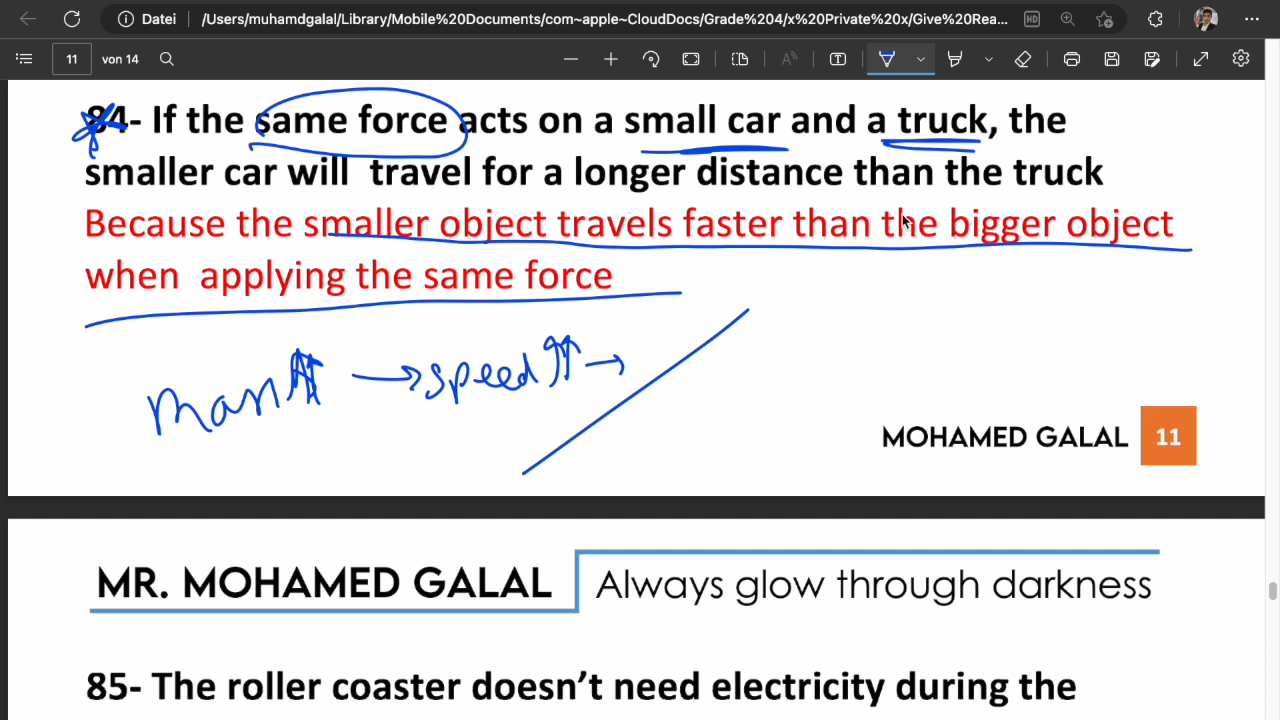 Datei
/Users/muhamdgalal/Library/Mobile%20Documents/com~apple~CloudDocs/Grade%204/x%20Private%20x/Give%20Rea...
HD
11 von 14
84- If the same force acts on a small car and a truck, the
smaller car will travel for a longer distance than the truck
Because the smaller object travels faster than the bigger object
when applying the same force
→ speed ↑↑ →
MOHAMED GALAL 11
MR. MOHAMED GALAL
Always glow through darkness
85- The roller coaster doesn't need electricity during the